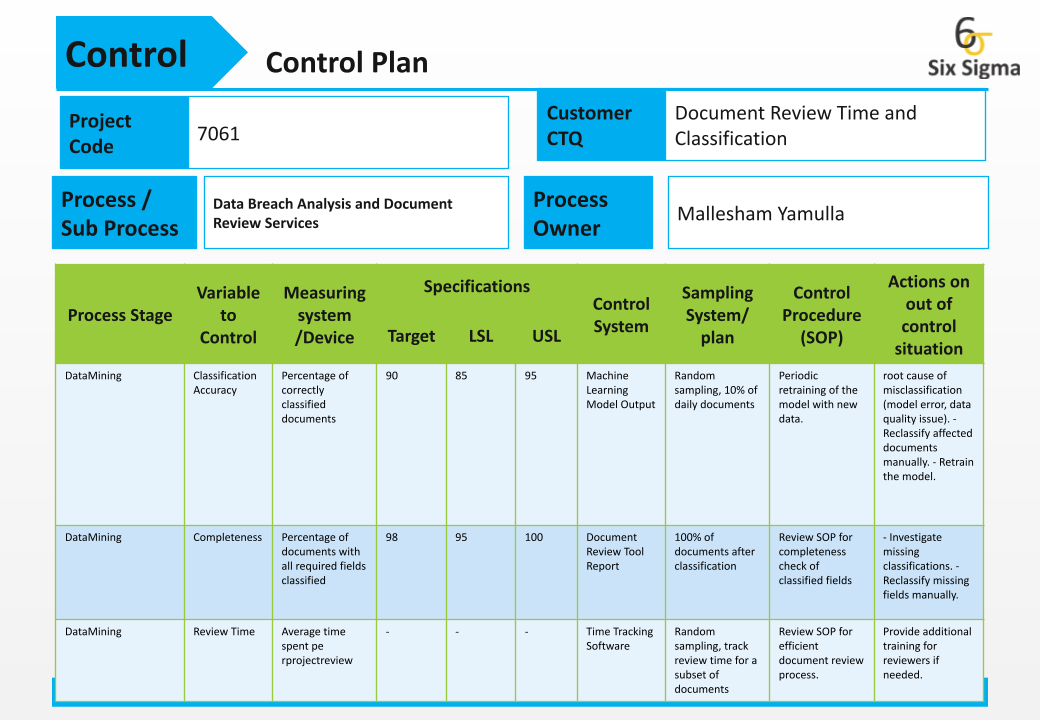 Control
Control Plan
6σ
Six Sigma
Project
Code
7061
Customer
CTQ
Document Review Time and
Classification
Process /
Sub Process
Data Breach Analysis and Document
Review Services
Process
Owner
Mallesham Yamulla
Process Stage
Variable
to
Control
Measuring
system
/Device
Specifications
Target
LSL
USL
Control
System
Sampling
System/
plan
Control
Procedure
(SOP)
Actions on
out of
control
situation
DataMining
Classification
Accuracy
Percentage of
correctly
classified
documents
90
85
95
Machine
Learning
Model Output
Random
sampling, 10% of
daily documents
Periodic
retraining of the
model with new
data.
root cause of
misclassification
(model error, data
quality issue). -
Reclassify affected
documents
manually. - Retrain
the model.
DataMining
Completeness
Percentage of
documents with
all required fields
classified
98
95
100
Document
Review Tool
Report
100% of
documents after
classification
Review SOP for
completeness
check of
classified fields
- Investigate
missing
classifications. -
Reclassify missing
fields manually.
DataMining
Review Time
Average time
spent pe
rprojectreview
-
-
-
Time Tracking
Software
Random
sampling, track
review time for a
subset of
documents
Review SOP for
efficient
document review
process.
Provide additional
training for
reviewers if
needed.